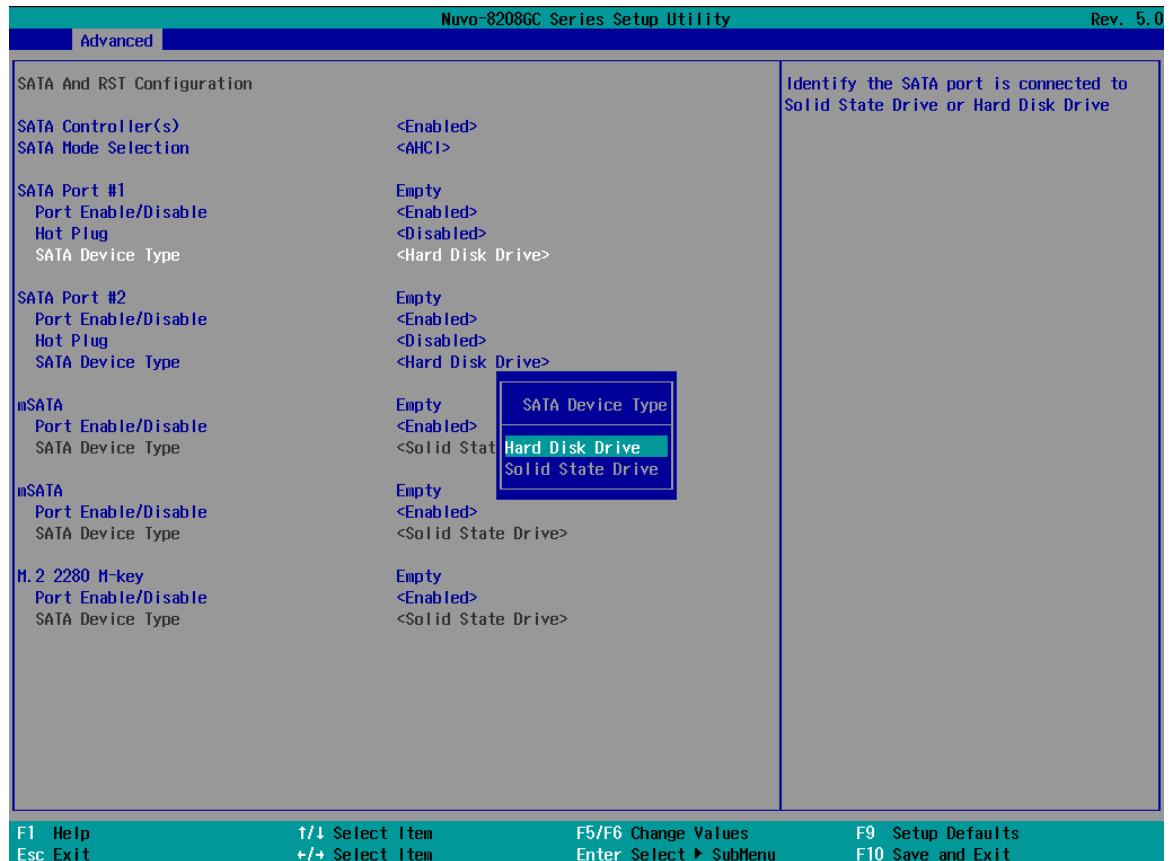 Nuvo-8208GC Series Setup Utility Rev. 5.0
Advanced
SATA And RST Configuration
Identify the SATA port is connected to
Solid State Drive or Hard Disk Drive
SATA Controller(s) <Enabled>
SATA Mode Selection <AHCI>
SATA Port #1 Empty
Port Enable/Disable <Enabled>
Hot Plug <Disabled>
SATA Device Type <Hard Disk Drive>
SATA Port #2 Empty
Port Enable/Disable <Enabled>
Hot Plug <Disabled>
SATA Device Type <Hard Disk Drive>
mSATA Empty
Port Enable/Disable <Enabled>
SATA Device Type <Solid Stat
SATA Device Type
Hard Disk Drive
Solid State Drive
mSATA Empty
Port Enable/Disable <Enabled>
SATA Device Type <Solid State Drive>
M.2 2280 M-key Empty
Port Enable/Disable <Enabled>
SATA Device Type <Solid State Drive>
F1 Help ↑/↓ Select Item F5/F6 Change Values F9 Setup Defaults
Esc Exit ←/→ Select Item Enter Select ▶ SubMenu F10 Save and Exit